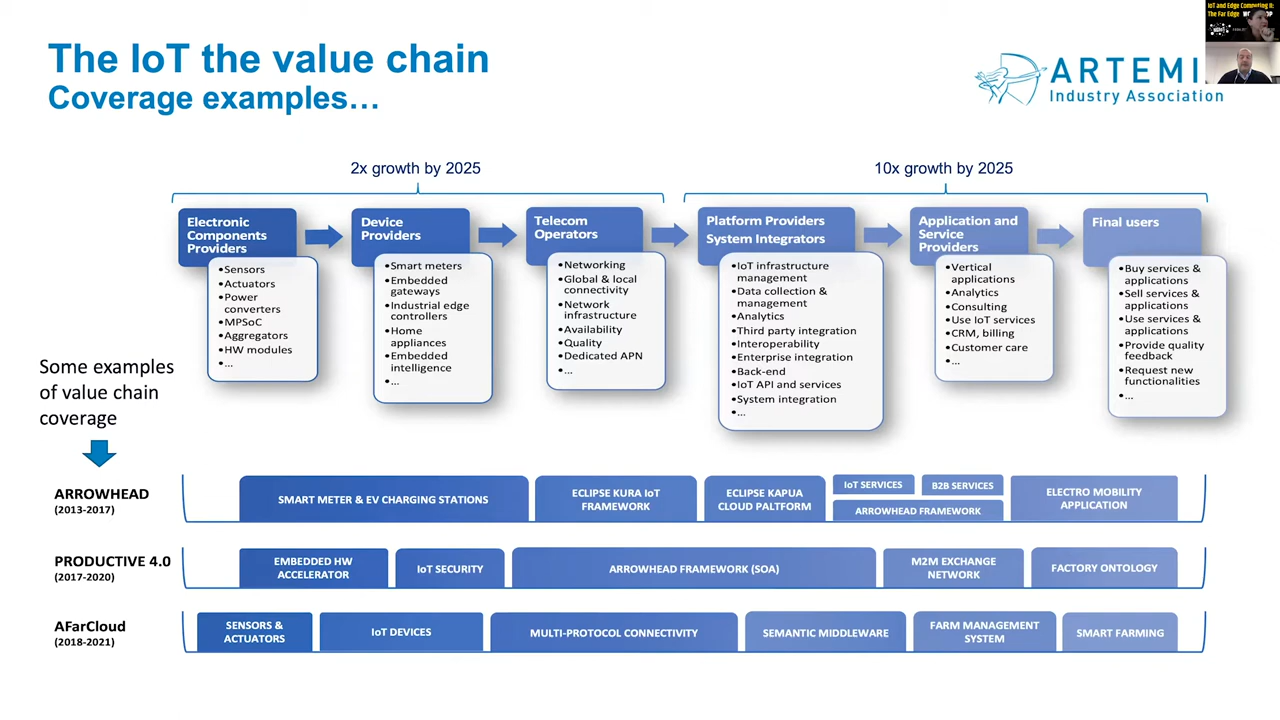 The IoT the value chain
Coverage examples…
ARTEMI
Industry Association
IoT and Edge Computing II:
The Far Edge
2x growth by 2025
10x growth by 2025
Electronic
Components
Providers
•Sensors
•Actuators
•Power
converters
•MPSoC
•Aggregators
•HW modules
•...
Device
Providers
•Smart meters
•Embedded
gateways
•Industrial edge
controllers
•Home
appliances
•Embedded
intelligence
•...
Telecom
Operators
•Networking
•Global & local
connectivity
•Network
infrastructure
•Availability
•Quality
•Dedicated APN
•...
Platform Providers
System Integrators
•IoT infrastructure
management
•Data collection &
management
•Analytics
•Third party integration
•Interoperability
•Enterprise integration
•Back-end
•IoT API and services
•System integration
•...
Application and
Service
Providers
•Vertical
applications
•Analytics
•Consulting
•Use IoT services
•CRM, billing
•Customer care
•...
Final users
•Buy services &
applications
•Sell services &
applications
•Use services &
applications
•Provide quality
feedback
•Request new
functionalities
•...
Some examples
of value chain
coverage
ARROWHEAD
(2013-2017)
SMART METER & EV CHARGING STATIONS
ECLIPSE KURA IoT
FRAMEWORK
ECLIPSE KAPUA
CLOUD PALTFORM
IoT SERVICES
B2B SERVICES
ARROWHEAD FRAMEWORK
ELECTRO MOBILITY
APPLICATION
PRODUCTIVE 4.0
(2017-2020)
EMBEDDED HW
ACCELERATOR
IoT SECURITY
ARROWHEAD FRAMEWORK (SOA)
M2M EXCHANGE
NETWORK
FACTORY ONTOLOGY
AFarCloud
(2018-2021)
SENSORS &
ACTUATORS
IoT DEVICES
MULTI-PROTOCOL CONNECTIVITY
SEMANTIC MIDDLEWARE
FARM MANAGEMENT
SYSTEM
SMART FARMING